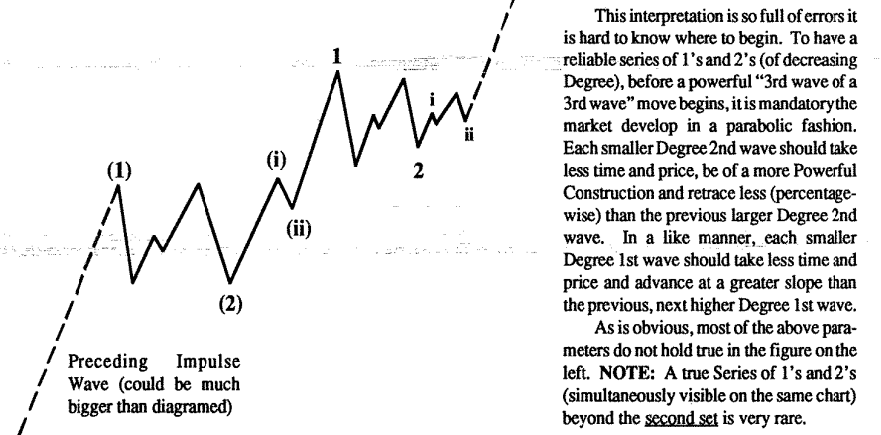 This interpretation is so full of errors it
is hard to know where to begin. To have a
reliable series of 1's and 2's (of decreasing
Degree), before a powerful “3rd wave of a
3rd wave” move begins, it is mandatory the
market develop in a parabolic fashion.
Each smaller Degree 2nd wave should take
less time and price, be of a more Powerful
Construction and retrace less (percentage-
wise) than the previous larger Degree 2nd
wave. In a like manner, each smaller
Degree 1st wave should take less time and
price and advance at a greater slope than
the previous, next higher Degree 1st wave.
As is obvious, most of the above para-
meters do not hold true in the figure on the
left. NOTE: A true Series of 1's and 2's
(simultaneously visible on the same chart)
beyond the second set is very rare.
1
i
ii
2
(1)
(i)
(ii)
(2)
Preceding Impulse
Wave (could be much
bigger than diagramed)